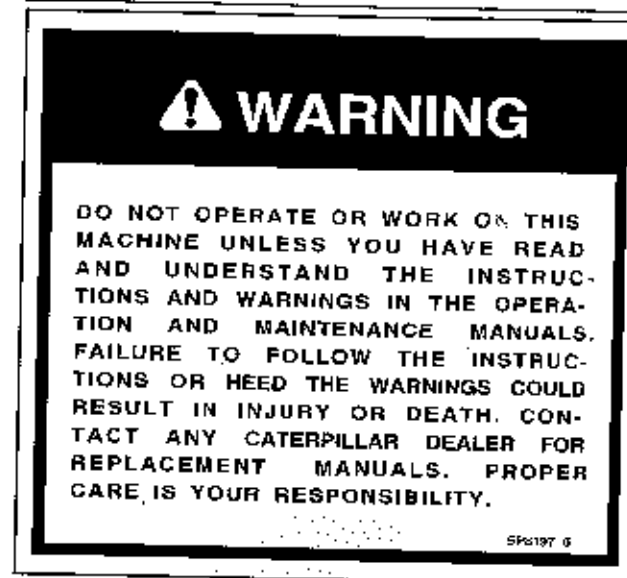 WARNING
DO NOT OPERATE OR WORK ON THIS
MACHINE UNLESS YOU HAVE READ
AND UNDERSTAND THE INSTRUC-
TIONS AND WARNINGS IN THE OPERA-
TION AND MAINTENANCE MANUALS.
FAILURE TO FOLLOW THE INSTRUC-
TIONS OR HEED THE WARNINGS COULD
RESULT IN INJURY OR DEATH. CON-
TACT ANY CATERPILLAR DEALER FOR
REPLACEMENT MANUALS. PROPER
CARE IS YOUR RESPONSIBILITY.